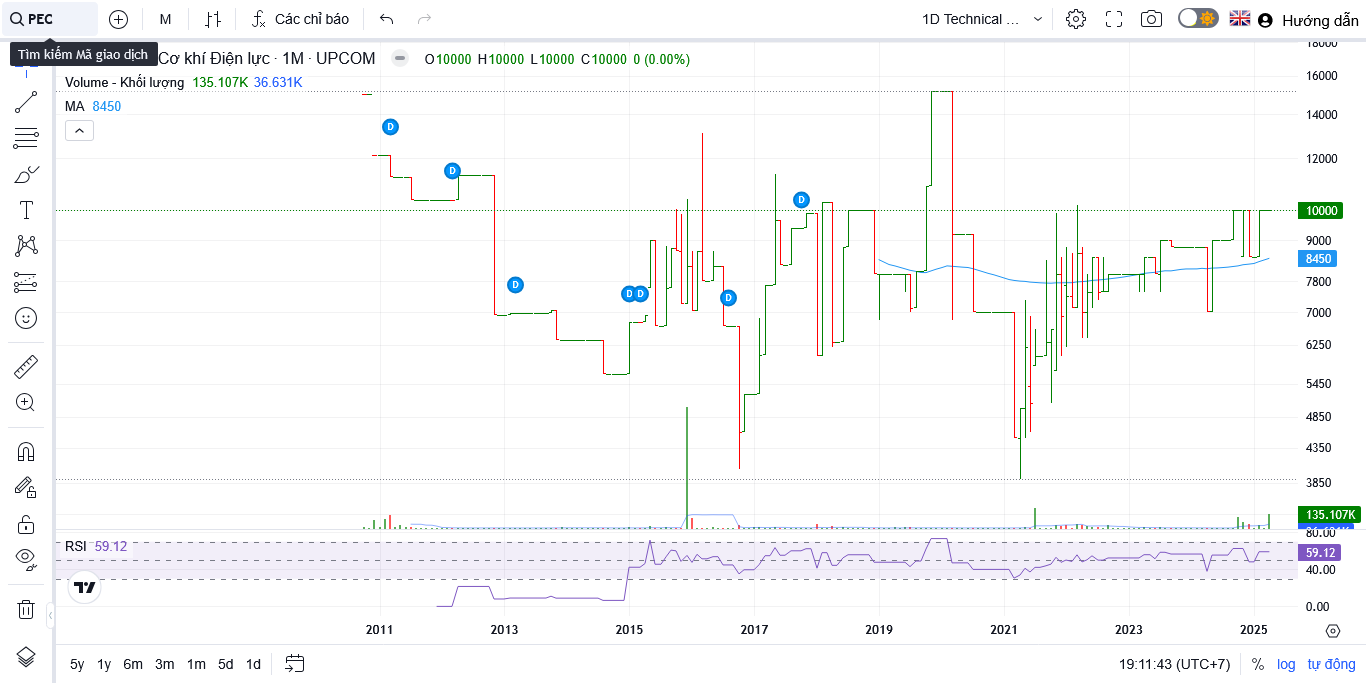 PEC
M
Các chỉ báo
1D Technical ...
Hướng dẫn
Tìm kiếm Mã giao dịch
Cơ khí Điện lực · 1M · UPCOM
O10000 H10000 L10000 C10000 0 (0.00%)
Volume - Khối lượng 135.107K 36.631K
MA 8450
D
D
D
D
D
D
D
D
18000
16000
14000
12000
10000
9000
8450
7800
7000
6250
5450
4850
4350
3850
135.107K
80.00
RSI 59.12
59.12
40.00
0.00
2011 2013 2015 2017 2019 2021 2023 2025
5y 1y 6m 3m 1m 5d 1d
19:11:43 (UTC+7)
% log tự động